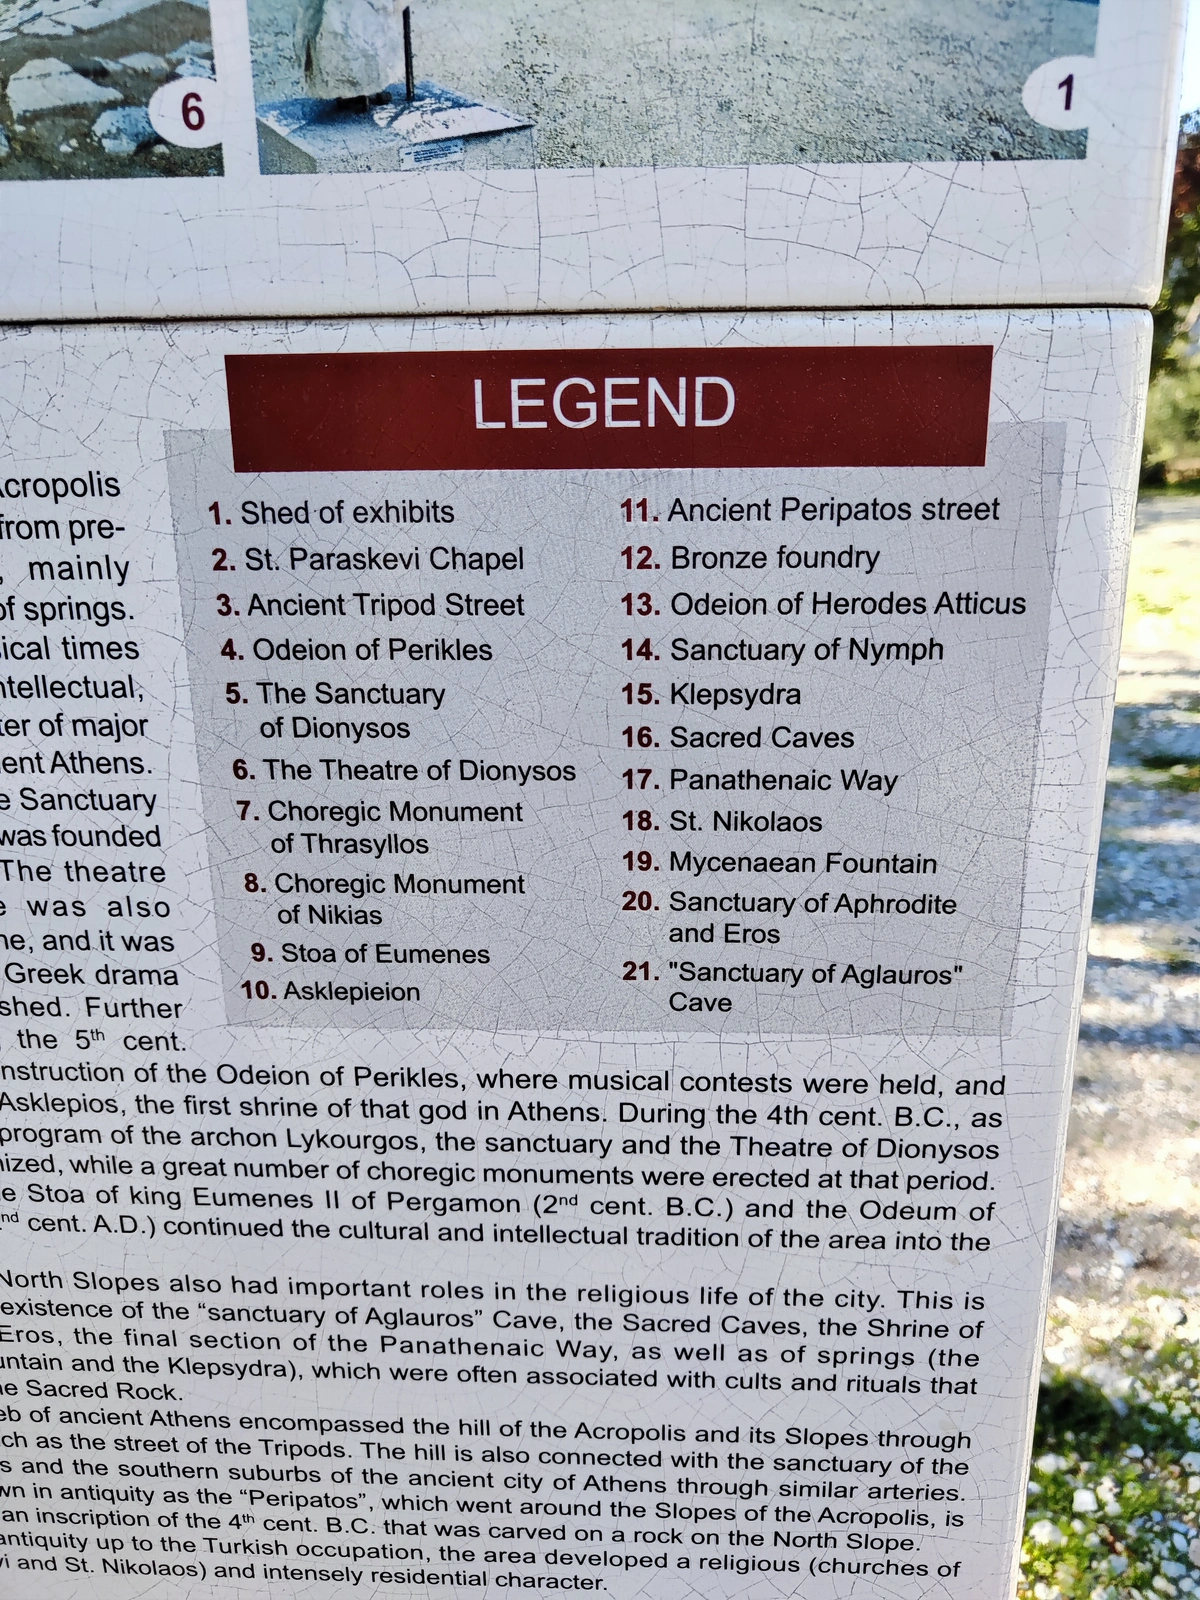 6
1
LEGEND
1. Shed of exhibits
2. St. Paraskevi Chapel
3. Ancient Tripod Street
4. Odeion of Perikles
5. The Sanctuary
of Dionysos
6. The Theatre of Dionysos
7. Choregic Monument
of Thrasyllos
8. Choregic Monument
of Nikias
9. Stoa of Eumenes
10. Asklepieion
11. Ancient Peripatos street
12. Bronze foundry
13. Odeion of Herodes Atticus
14. Sanctuary of Nymph
15. Klepsydra
16. Sacred Caves
17. Panathenaic Way
18. St. Nikolaos
19. Mycenaean Fountain
20. Sanctuary of Aphrodite
and Eros
21. "Sanctuary of Aglauros"
Cave
Acropolis
from pre-
, mainly
of springs.
ical times
ntellectual,
ter of major
ent Athens.
e Sanctuary
was founded
The theatre
e was also
ne, and it was
Greek drama
shed. Further
the 5th cent.
nstruction of the Odeion of Perikles, where musical contests were held, and
Asklepios, the first shrine of that god in Athens. During the 4th cent. B.C., as
program of the archon Lykourgos, the sanctuary and the Theatre of Dionysos
nized, while a great number of choregic monuments were erected at that period.
e Stoa of king Eumenes II of Pergamon (2nd cent. B.C.) and the Odeum of
nd cent. A.D.) continued the cultural and intellectual tradition of the area into the
North Slopes also had important roles in the religious life of the city. This is
existence of the “sanctuary of Aglauros” Cave, the Sacred Caves, the Shrine of
Eros, the final section of the Panathenaic Way, as well as of springs (the
untain and the Klepsydra), which were often associated with cults and rituals that
e Sacred Rock.
eb of ancient Athens encompassed the hill of the Acropolis and its Slopes through
ch as the street of the Tripods. The hill is also connected with the sanctuary of the
s and the southern suburbs of the ancient city of Athens through similar arteries.
wn in antiquity as the “Peripatos”, which went around the Slopes of the Acropolis, is
an inscription of the 4th cent. B.C. that was carved on a rock on the North Slope.
antiquity up to the Turkish occupation, the area developed a religious (churches of
vi and St. Nikolaos) and intensely residential character.